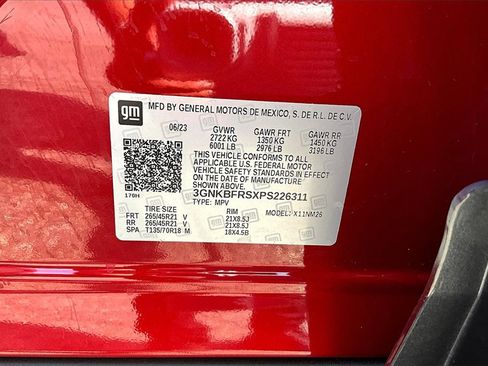 gm
MFD BY GENERAL MOTORS DE MEXICO, S. DE R.L. DE C.V.
06/23 GVWR GAWR FRT GAWR RR
2722 KG 1350 KG 1450 KG
6001 LB 2976 LB 3196 LB
THIS VEHICLE CONFORMS TO ALL
APPLICABLE U.S. FEDERAL MOTOR
VEHICLE SAFETY STANDARDS IN EFFECT
ON THE DATE OF MANUFACTURE SHOWN ABOVE.
170H 3GNKBFRSXPS226311
TYPE: MPV
TIRE SIZE RIM MODEL: X11NM26
FRT 265/45R21 V 21X8.5J
RR 265/45R21 V 21X8.5J
SPA T135/70R18 M 18X4.5B